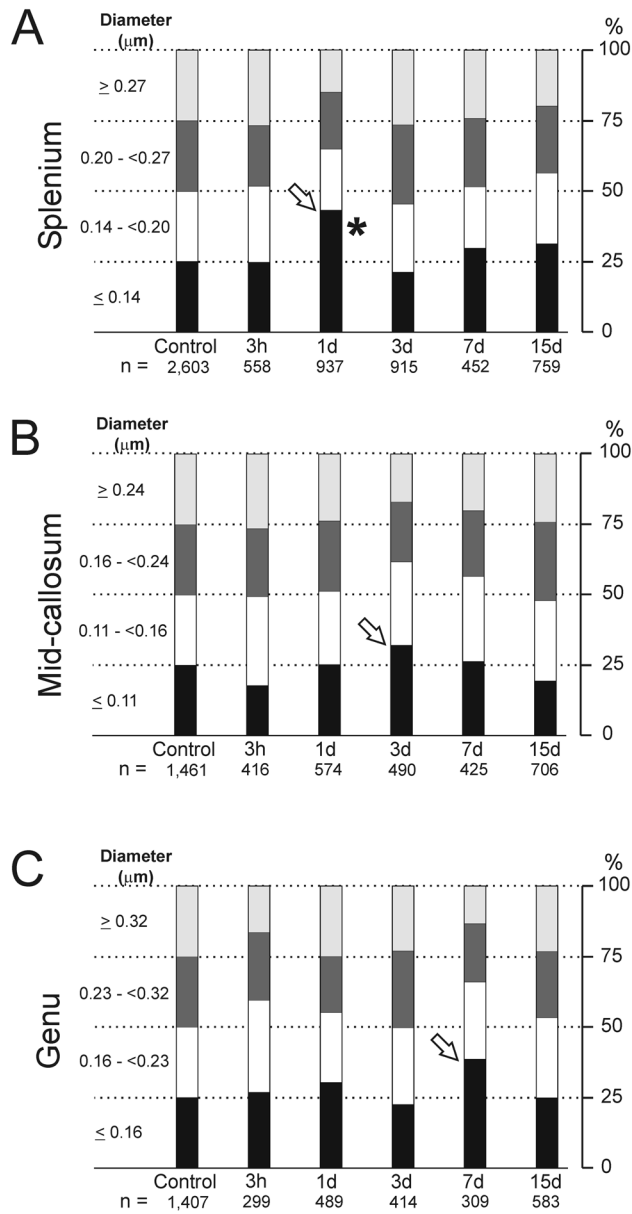 A
Diameter
(µm)
%
100
≥ 0.27
75
0.20 - <0.27
50
Splenium
0.14 - <0.20
*
25
≤ 0.14
0
Control 3h 1d 3d 7d 15d
n = 2,603 558 937 915 452 759
B
Diameter
(µm)
%
100
≥ 0.24
75
0.16 - <0.24
50
Mid-callosum
0.11 - <0.16
25
≤ 0.11
0
Control 3h 1d 3d 7d 15d
n = 1,461 416 574 490 425 706
C
Diameter
(µm)
%
100
≥ 0.32
75
0.23 - <0.32
50
Genu
0.16 - <0.23
25
≤ 0.16
0
Control 3h 1d 3d 7d 15d
n = 1,407 299 489 414 309 583